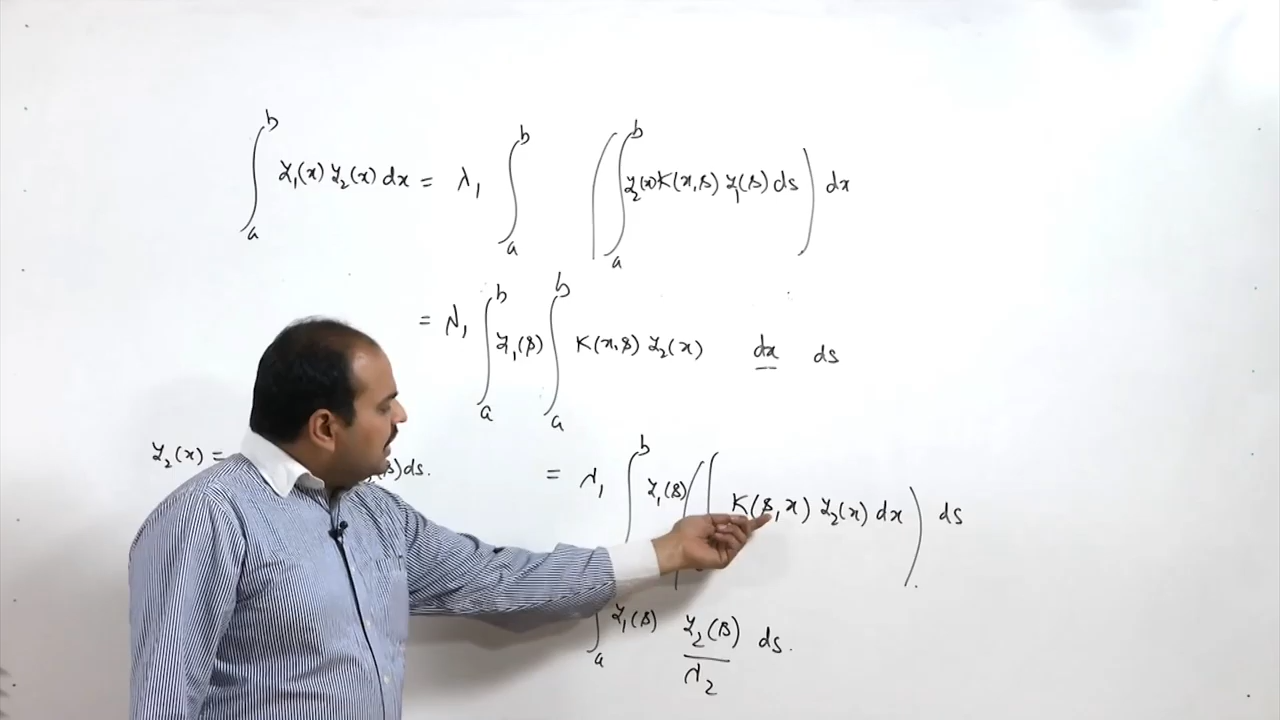 ∫_a^b y₁(x) y₂(x) dx = λ₁ ∫_a^b ( ∫_a^b y₂(x) K(x,s) y₁(s) ds ) dx
= λ₁ ∫_a^b y₁(s) ∫_a^b K(x,s) y₂(x) dx ds
y₂(x) = (s) ds.
= λ₁ ∫^b y₁(s) ( ∫ K(s,x) y₂(x) dx ) ds
∫_a y₁(s) y₂(s)/λ₂ ds.